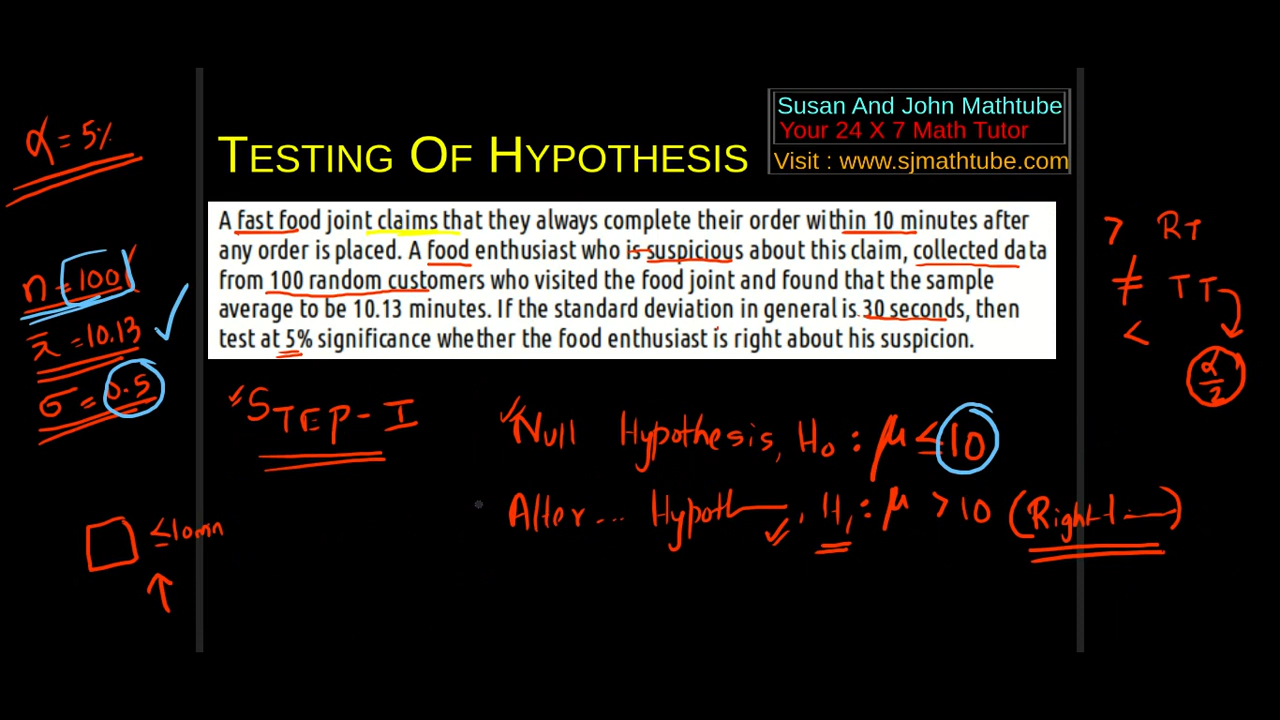 Susan And John Mathtube
Your 24 X 7 Math Tutor
Visit : www.sjmathtube.com
TESTING OF HYPOTHESIS
A fast food joint claims that they always complete their order within 10 minutes after
any order is placed. A food enthusiast who is suspicious about this claim, collected data
from 100 random customers who visited the food joint and found that the sample
average to be 10.13 minutes. If the standard deviation in general is 30 seconds, then
test at 5% significance whether the food enthusiast is right about his suspicion.
α = 5%
n = 100
x̄ = 10.13
σ = 0.5
≤10min
STEP-I
Null Hypothesis, H₀ : μ ≤ 10
Alter... Hypoth , H₁ : μ > 10 (Right t )
> RT
≠ TT
<
α/2